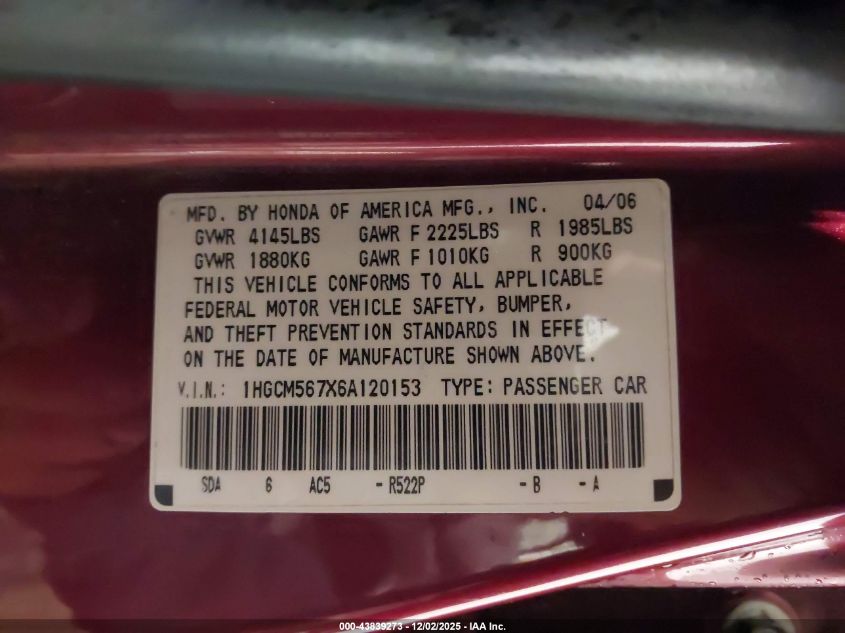 MFD. BY HONDA OF AMERICA MFG., INC. 04/06
GVWR 4145LBS GAWR F 2225LBS R 1985LBS
GVWR 1880KG GAWR F 1010KG R 900KG
THIS VEHICLE CONFORMS TO ALL APPLICABLE
FEDERAL MOTOR VEHICLE SAFETY, BUMPER,
AND THEFT PREVENTION STANDARDS IN EFFECT
ON THE DATE OF MANUFACTURE SHOWN ABOVE.
V.I.N.: 1HGCM567X6A120153 TYPE: PASSENGER CAR
SDA 6 AC5 - R522P - B - A
000-43839273 - 12/02/2025 - IAA Inc.